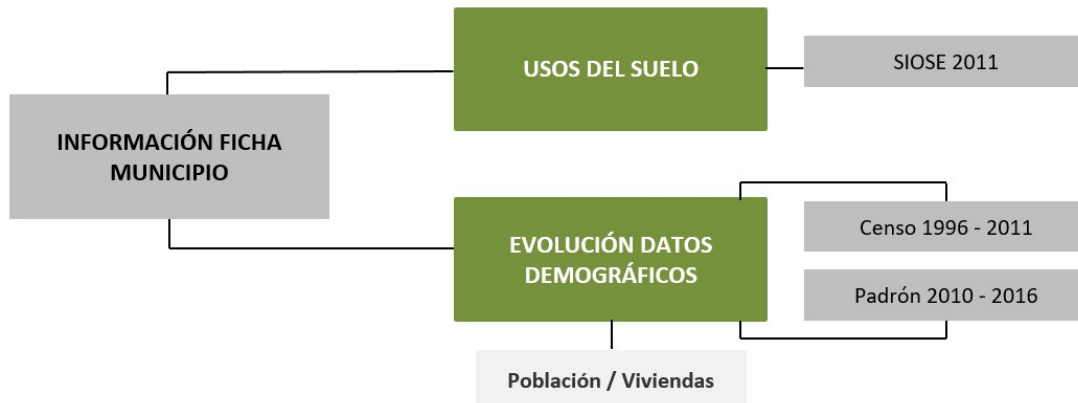 USOS DEL SUELO
SIOSE 2011
INFORMACIÓN FICHA
MUNICIPIO
EVOLUCIÓN DATOS
DEMOGRÁFICOS
Censo 1996 - 2011
Padrón 2010 - 2016
Población / Viviendas